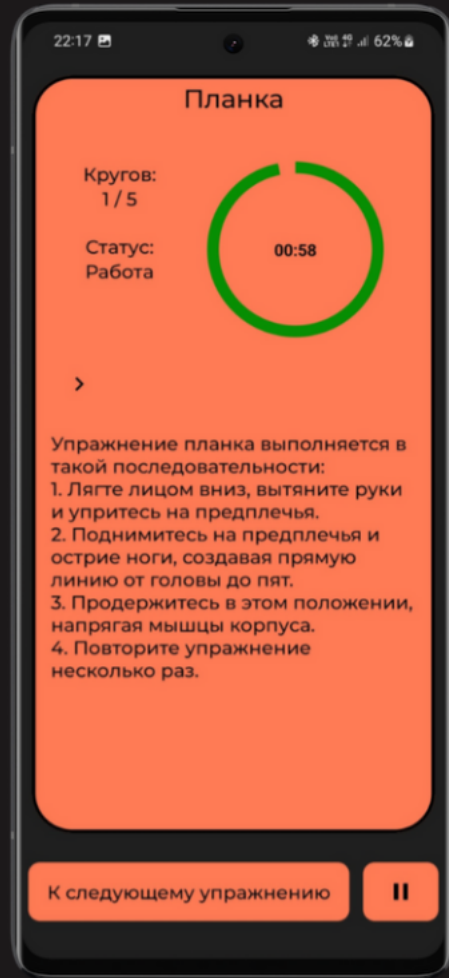 22:17 62%
Планка
Кругов:
1 / 5
Статус:
Работа
00:58
Упражнение планка выполняется в
такой последовательности:
1. Лягте лицом вниз, вытяните руки
и упритесь на предплечья.
2. Поднимитесь на предплечья и
острие ноги, создавая прямую
линию от головы до пят.
3. Продержитесь в этом положении,
напрягая мышцы корпуса.
4. Повторите упражнение
несколько раз.
К следующему упражнению